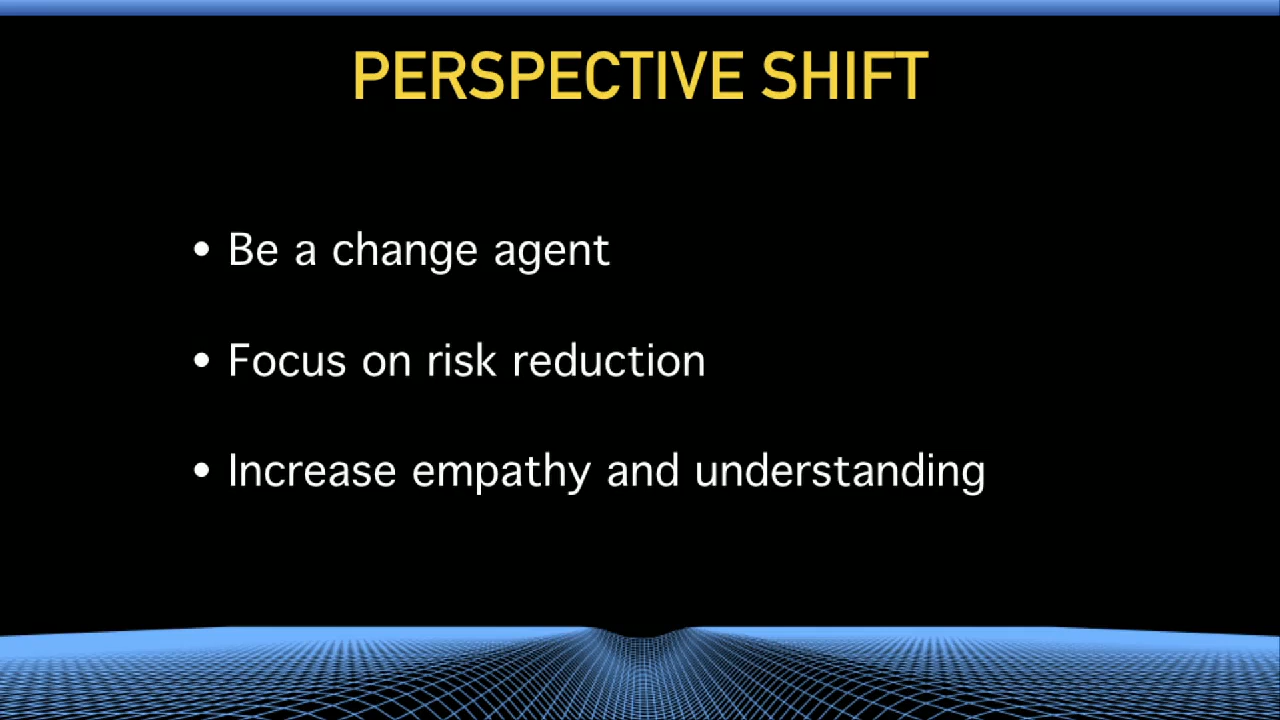 PERSPECTIVE SHIFT
• Be a change agent
• Focus on risk reduction
• Increase empathy and understanding